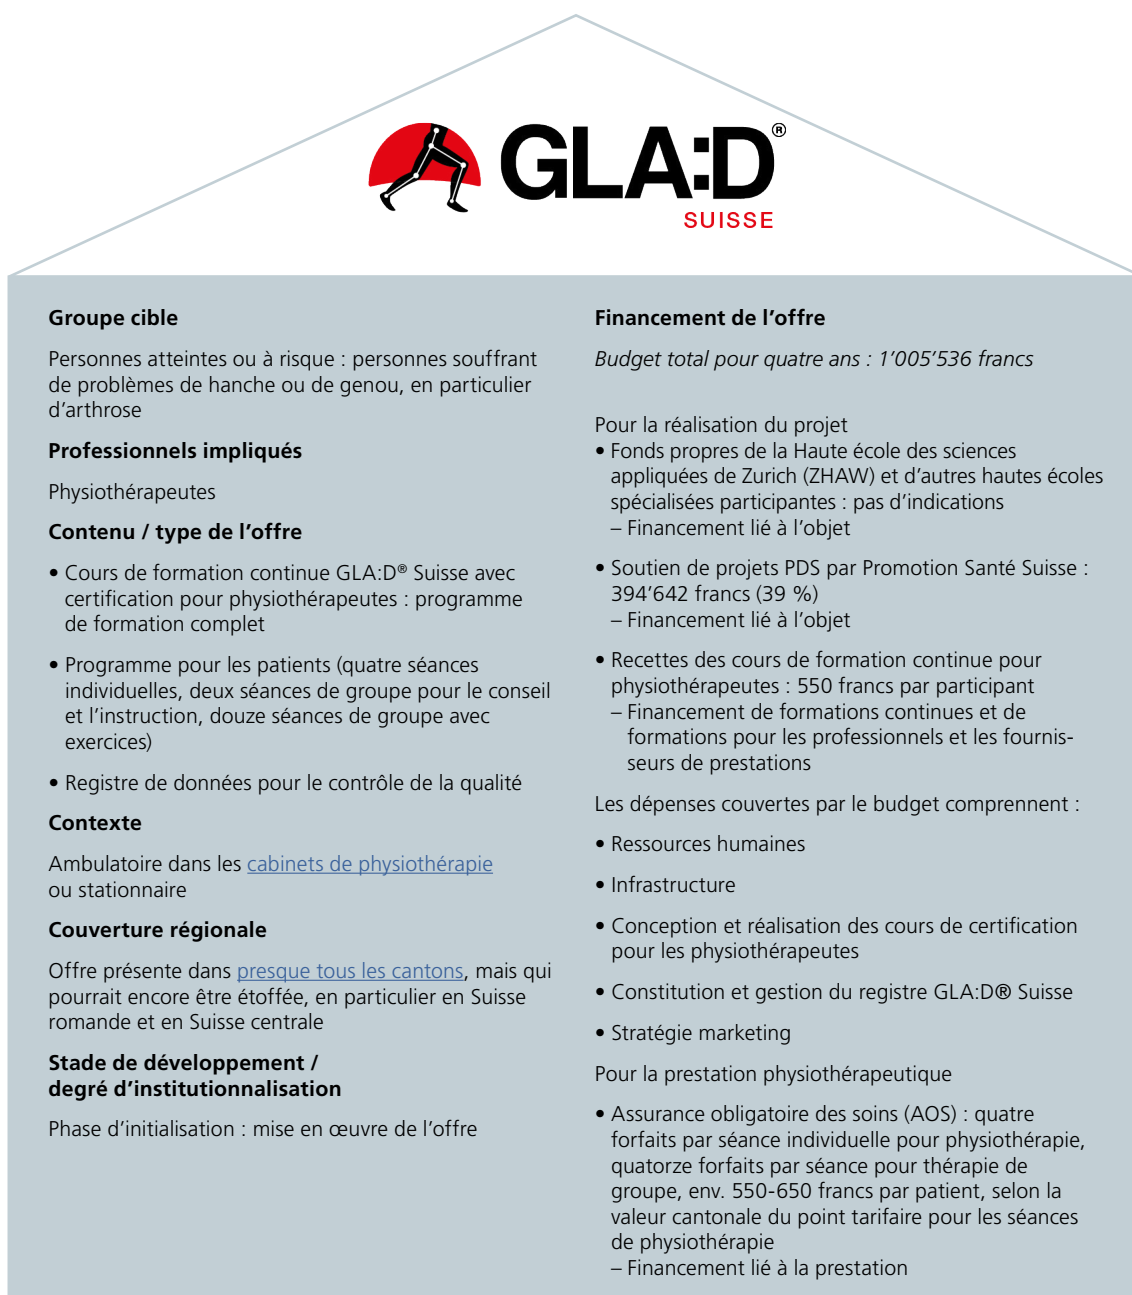 GLA:D®
SUISSE
Groupe cible
Personnes atteintes ou à risque : personnes souffrant
de problèmes de hanche ou de genou, en particulier
d’arthrose
Professionnels impliqués
Physiothérapeutes
Contenu / type de l’offre
• Cours de formation continue GLA:D® Suisse avec
certification pour physiothérapeutes : programme
de formation complet
• Programme pour les patients (quatre séances
individuelles, deux séances de groupe pour le conseil
et l’instruction, douze séances de groupe avec
exercices)
• Registre de données pour le contrôle de la qualité
Contexte
Ambulatoire dans les cabinets de physiothérapie
ou stationnaire
Couverture régionale
Offre présente dans presque tous les cantons, mais qui
pourrait encore être étoffée, en particulier en Suisse
romande et en Suisse centrale
Stade de développement /
degré d’institutionnalisation
Phase d’initialisation : mise en œuvre de l’offre
Financement de l’offre
Budget total pour quatre ans : 1’005’536 francs
Pour la réalisation du projet
• Fonds propres de la Haute école des sciences
appliquées de Zurich (ZHAW) et d’autres hautes écoles
spécialisées participantes : pas d’indications
– Financement lié à l’objet
• Soutien de projets PDS par Promotion Santé Suisse :
394’642 francs (39 %)
– Financement lié à l’objet
• Recettes des cours de formation continue pour
physiothérapeutes : 550 francs par participant
– Financement de formations continues et de
formations pour les professionnels et les fournis-
seurs de prestations
Les dépenses couvertes par le budget comprennent :
• Ressources humaines
• Infrastructure
• Conception et réalisation des cours de certification
pour les physiothérapeutes
• Constitution et gestion du registre GLA:D® Suisse
• Stratégie marketing
Pour la prestation physiothérapeutique
• Assurance obligatoire des soins (AOS) : quatre
forfaits par séance individuelle pour physiothérapie,
quatorze forfaits par séance pour thérapie de
groupe, env. 550-650 francs par patient, selon la
valeur cantonale du point tarifaire pour les séances
de physiothérapie
– Financement lié à la prestation